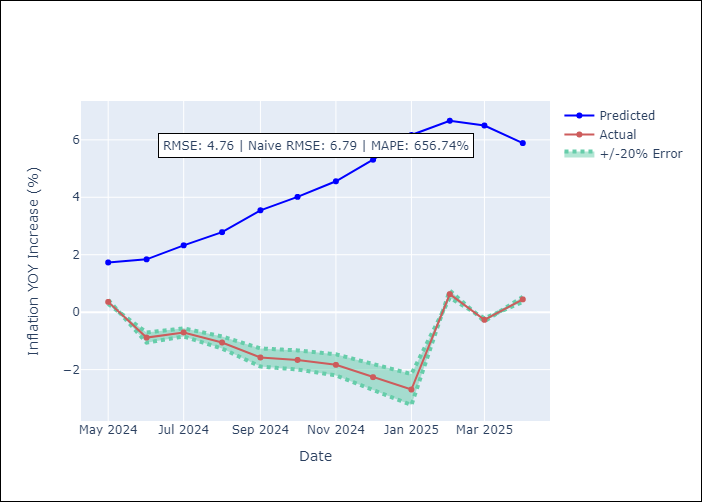 RMSE: 4.76 | Naive RMSE: 6.79 | MAPE: 656.74%
Predicted
Actual
+/-20% Error
Inflation YOY Increase (%)
6
4
2
0
−2
May 2024
Jul 2024
Sep 2024
Nov 2024
Jan 2025
Mar 2025
Date